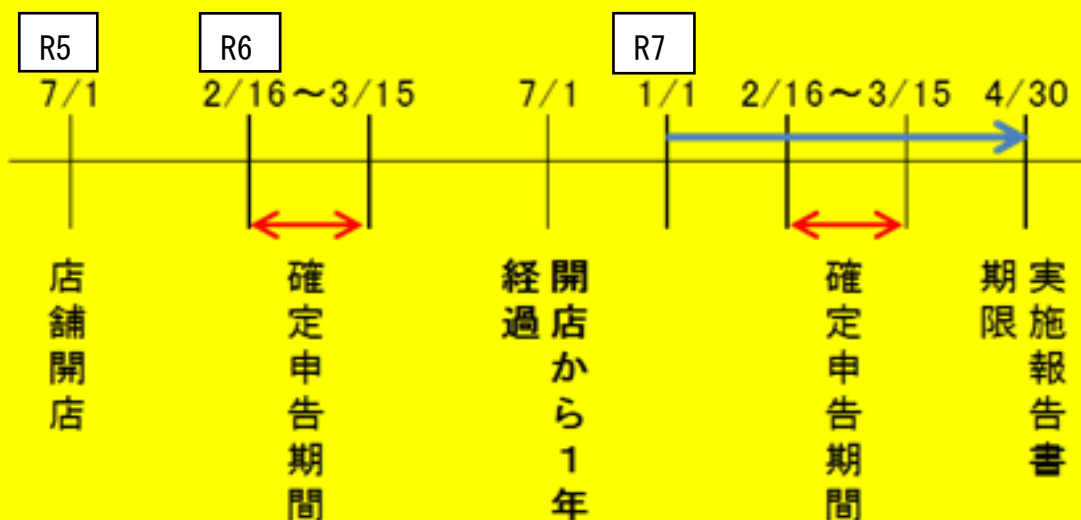 R5
R6
R7
7/1
2/16～3/15
7/1
1/1
2/16～3/15
4/30
店舗開店
確定申告期間
開店から1年
経過
確定申告期間
実施報告書
期限